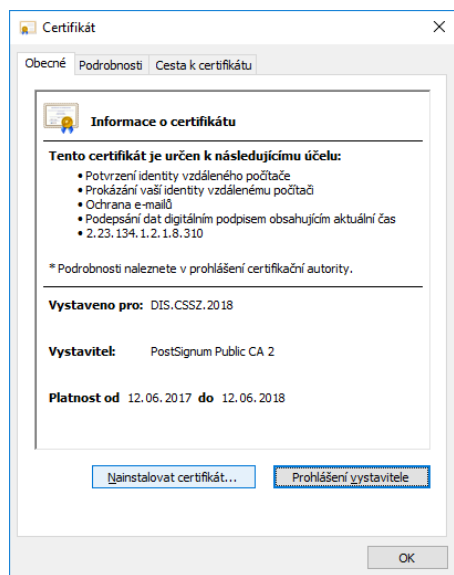 Certifikát
Obecné Podrobnosti Cesta k certifikátu
Informace o certifikátu
Tento certifikát je určen k následujícímu účelu:
• Potvrzení identity vzdáleného počítače
• Prokázání vaší identity vzdálenému počítači
• Ochrana e-mailů
• Podepsání dat digitálním podpisem obsahujícím aktuální čas
• 2.23.134.1.2.1.8.310
* Podrobnosti naleznete v prohlášení certifikační autority.
Vystaveno pro: DIS.CSSZ.2018
Vystavitel: PostSignum Public CA 2
Platnost od 12.06.2017 do 12.06.2018
Nainstalovat certifikát... Prohlášení vystavitele
OK